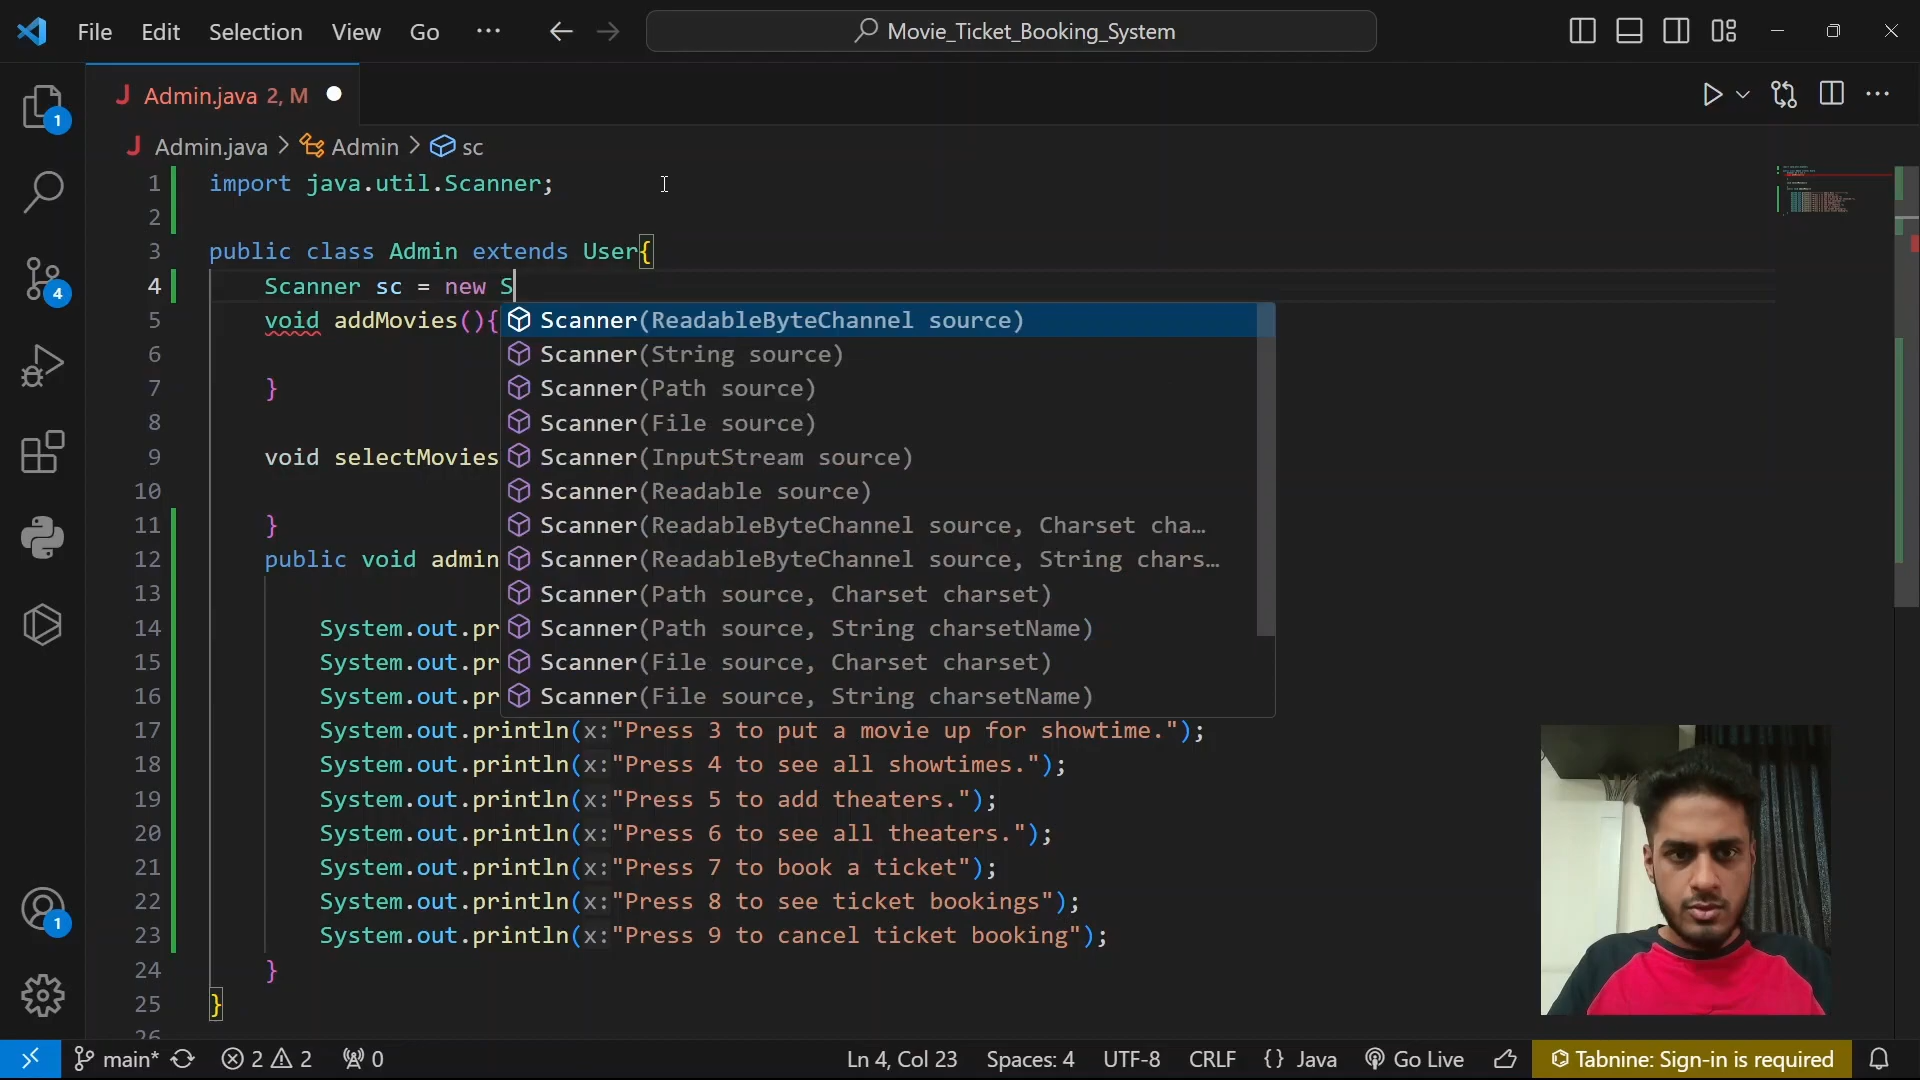 File Edit Selection View Go ··· Movie_Ticket_Booking_System
J Admin.java 2, M
J Admin.java > Admin > sc
1 import java.util.Scanner;
2
3 public class Admin extends User{
4 Scanner sc = new S
5 void addMovies(){
6
7 }
8
9 void selectMovies
10
11 }
12 public void admin
13
14 System.out.pr
15 System.out.pr
16 System.out.pr
17 System.out.println(x:"Press 3 to put a movie up for showtime.");
18 System.out.println(x:"Press 4 to see all showtimes.");
19 System.out.println(x:"Press 5 to add theaters.");
20 System.out.println(x:"Press 6 to see all theaters.");
21 System.out.println(x:"Press 7 to book a ticket");
22 System.out.println(x:"Press 8 to see ticket bookings");
23 System.out.println(x:"Press 9 to cancel ticket booking");
24 }
25 }
26
Scanner(ReadableByteChannel source)
Scanner(String source)
Scanner(Path source)
Scanner(File source)
Scanner(InputStream source)
Scanner(Readable source)
Scanner(ReadableByteChannel source, Charset cha…
Scanner(ReadableByteChannel source, String chars…
Scanner(Path source, Charset charset)
Scanner(Path source, String charsetName)
Scanner(File source, Charset charset)
Scanner(File source, String charsetName)
1
4
1
main* 2 2 0 Ln 4, Col 23 Spaces: 4 UTF-8 CRLF {} Java Go Live Tabnine: Sign-in is required